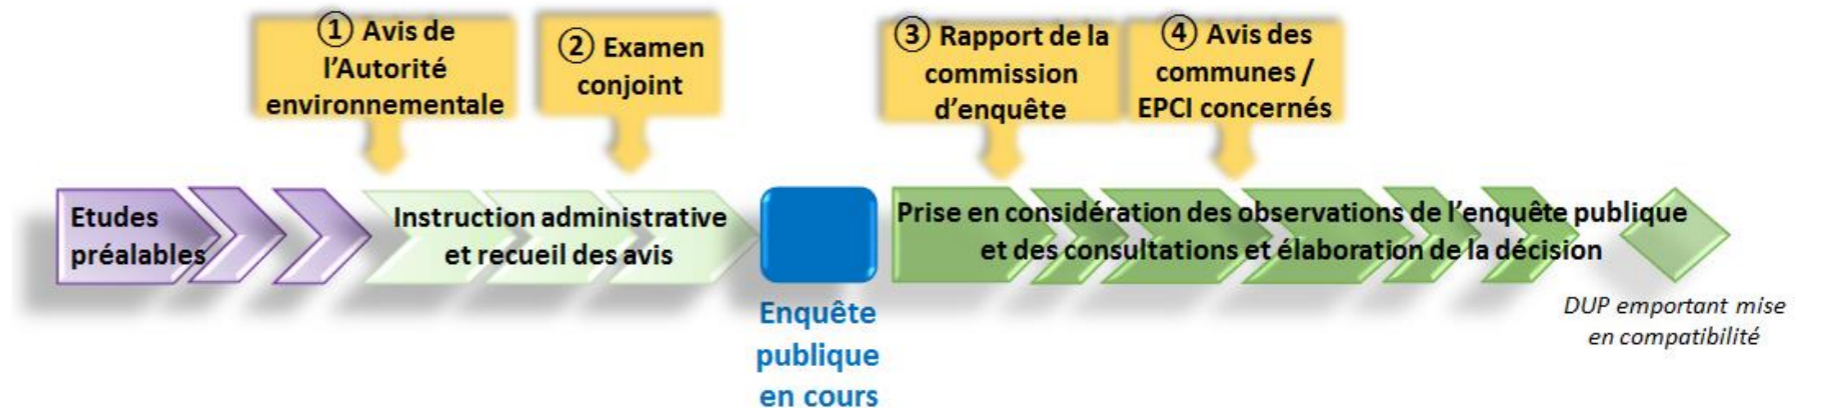 ① Avis de
l'Autorité
environnementale
② Examen
conjoint
③ Rapport de la
commission
d'enquête
④ Avis des
communes /
EPCI concernés
Etudes
préalables
Instruction administrative
et recueil des avis
Enquête
publique
en cours
Prise en considération des observations de l'enquête publique
et des consultations et élaboration de la décision
DUP emportant mise
en compatibilité